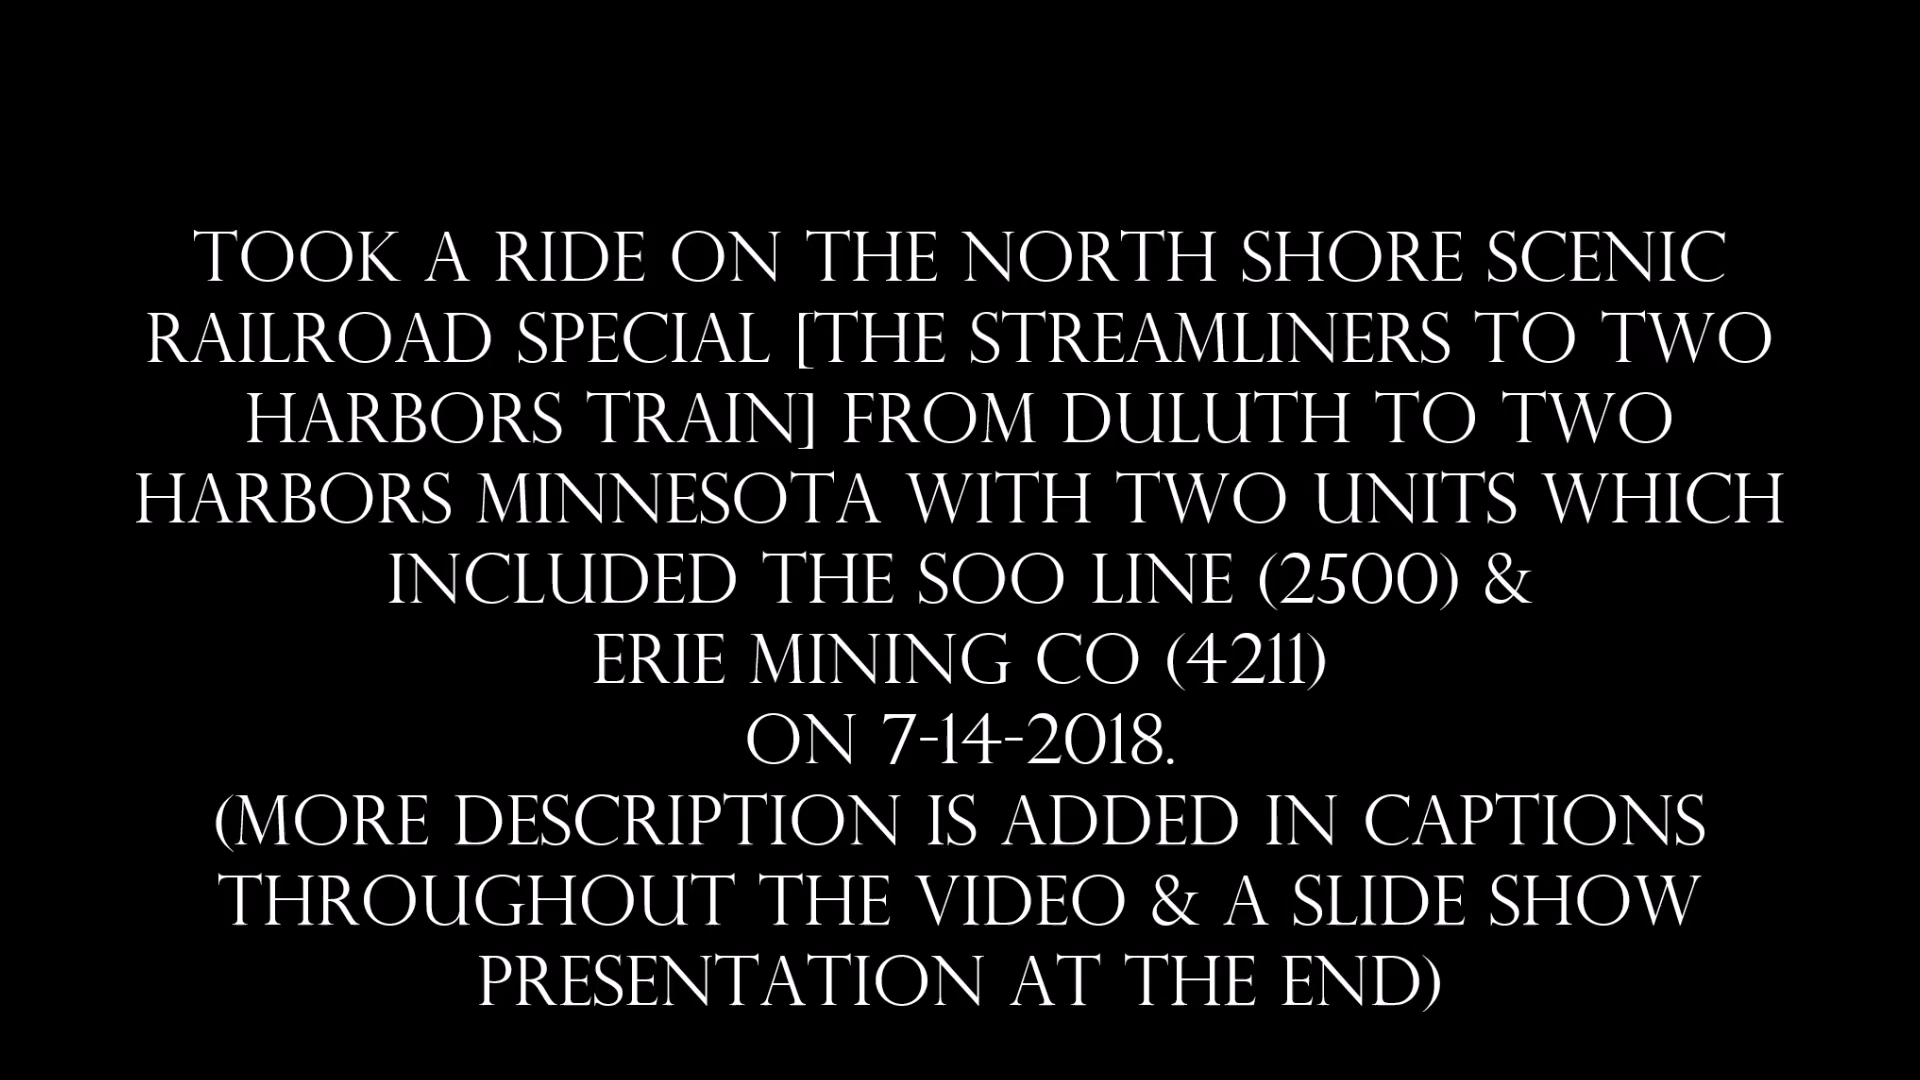 TOOK A RIDE ON THE NORTH SHORE SCENIC
RAILROAD SPECIAL [THE STREAMLINERS TO TWO
HARBORS TRAIN] FROM DULUTH TO TWO
HARBORS MINNESOTA WITH TWO UNITS WHICH
INCLUDED THE SOO LINE (2500) &
ERIE MINING CO (4211)
ON 7-14-2018.
(MORE DESCRIPTION IS ADDED IN CAPTIONS
THROUGHOUT THE VIDEO & A SLIDE SHOW
PRESENTATION AT THE END)